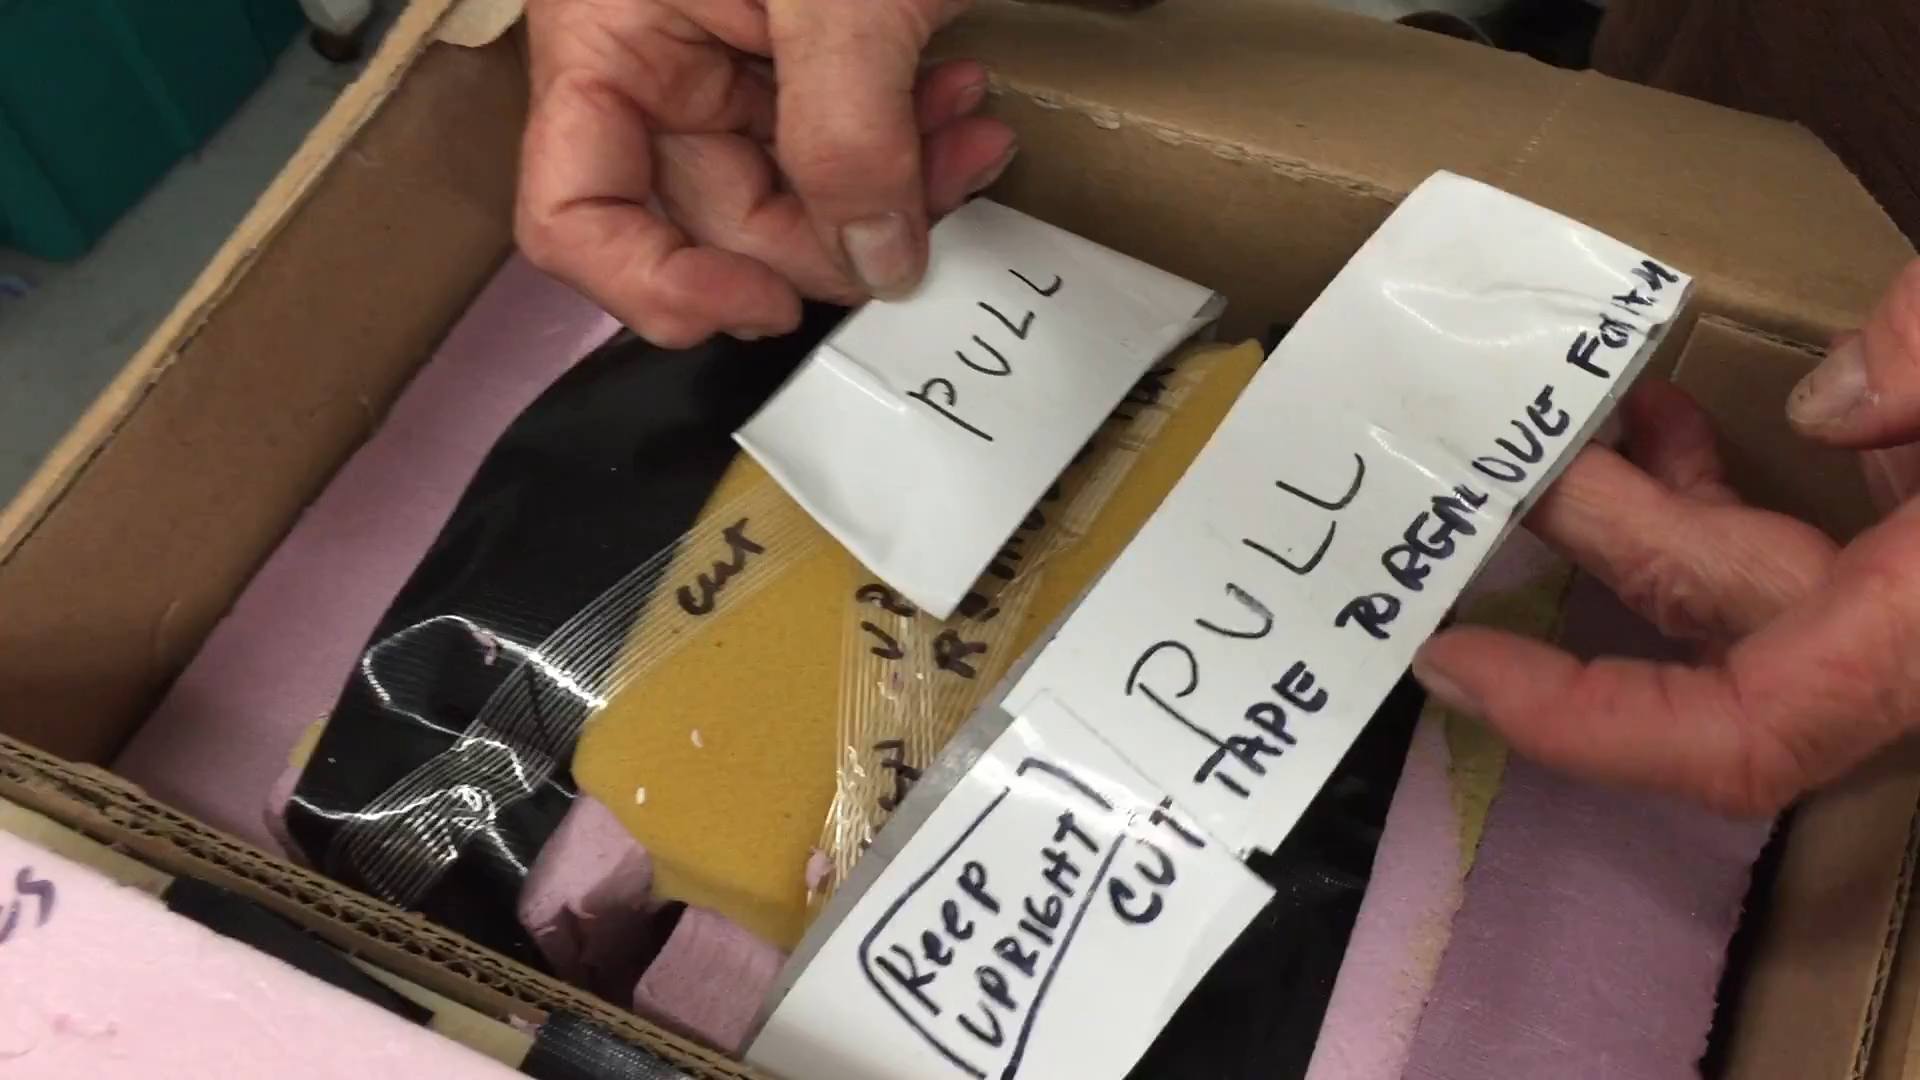 PULL
PULL
CUT TAPE TO REMOVE FOAM
Keep
UPRIGHT
cut